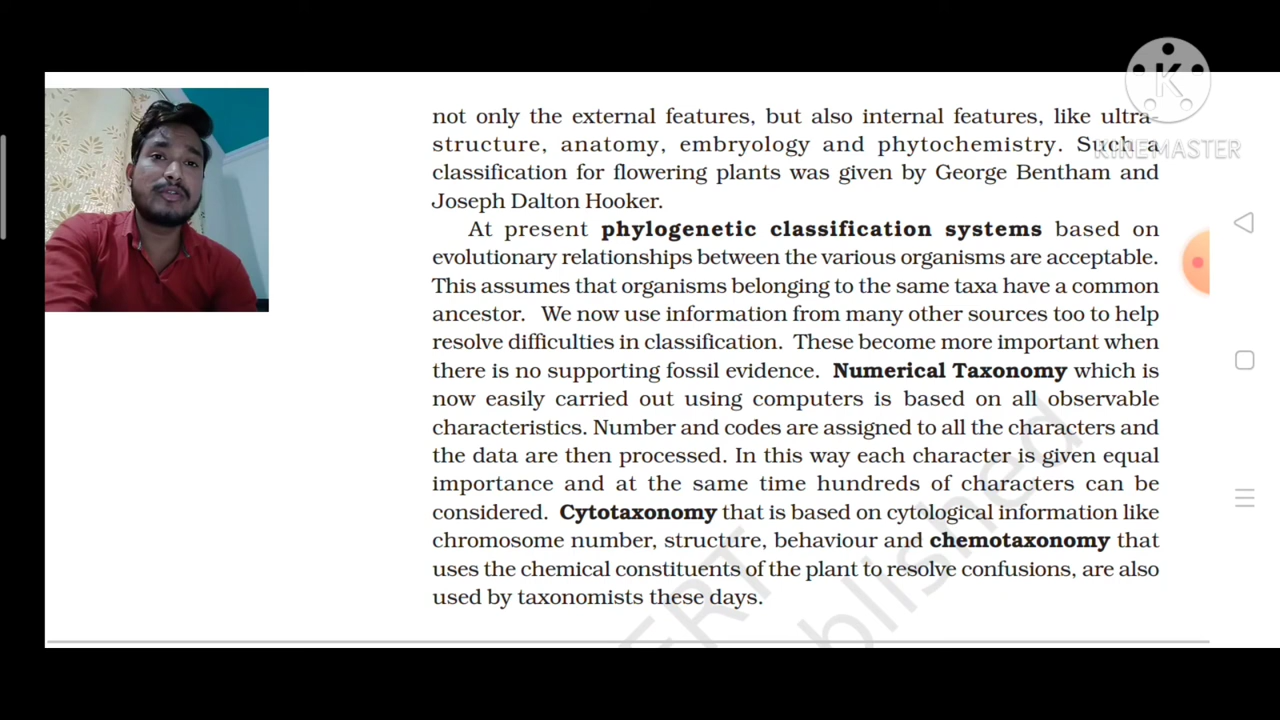 not only the external features, but also internal features, like ultra-
structure, anatomy, embryology and phytochemistry. Such a
classification for flowering plants was given by George Bentham and
Joseph Dalton Hooker.
At present phylogenetic classification systems based on
evolutionary relationships between the various organisms are acceptable.
This assumes that organisms belonging to the same taxa have a common
ancestor. We now use information from many other sources too to help
resolve difficulties in classification. These become more important when
there is no supporting fossil evidence. Numerical Taxonomy which is
now easily carried out using computers is based on all observable
characteristics. Number and codes are assigned to all the characters and
the data are then processed. In this way each character is given equal
importance and at the same time hundreds of characters can be
considered. Cytotaxonomy that is based on cytological information like
chromosome number, structure, behaviour and chemotaxonomy that
uses the chemical constituents of the plant to resolve confusions, are also
used by taxonomists these days.
K
KINEMASTER